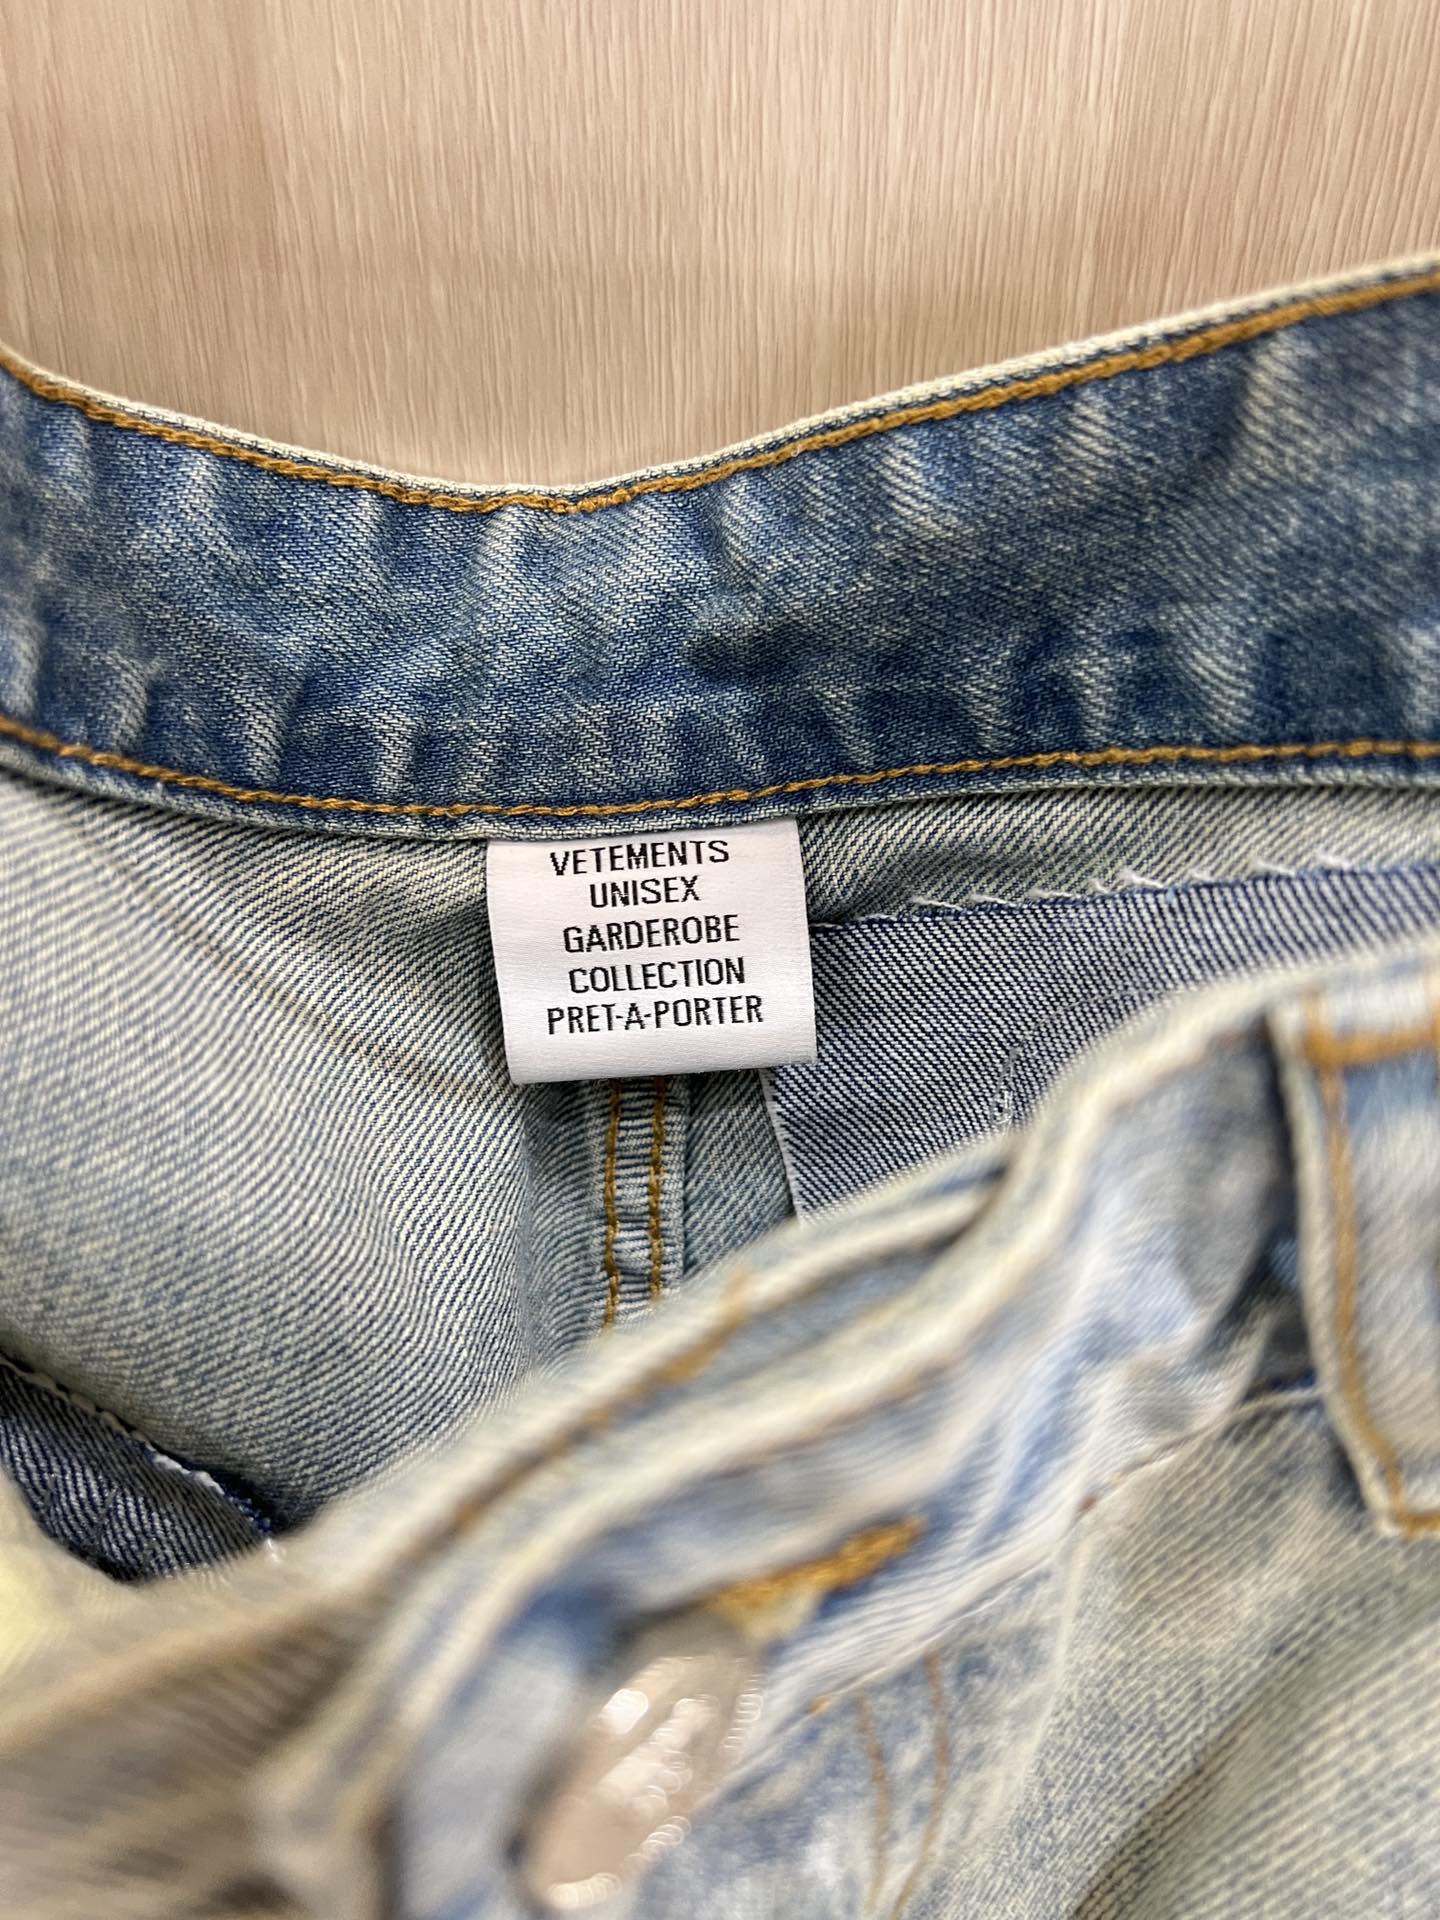 VETEMENTS
UNISEX
GARDEROBE
COLLECTION
PRET-A-PORTER